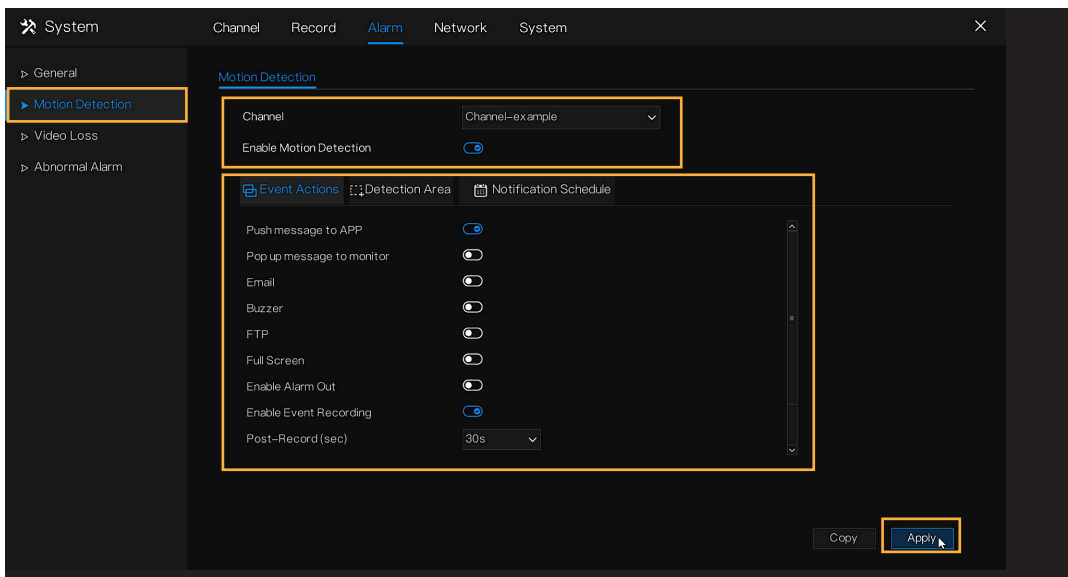 System Channel Record Alarm Network System
General
Motion Detection
Video Loss
Abnormal Alarm
Motion Detection
Channel Channel-example
Enable Motion Detection
Event Actions Detection Area Notification Schedule
Push message to APP
Pop up message to monitor
Email
Buzzer
FTP
Full Screen
Enable Alarm Out
Enable Event Recording
Post-Record (sec) 30s
Copy Apply